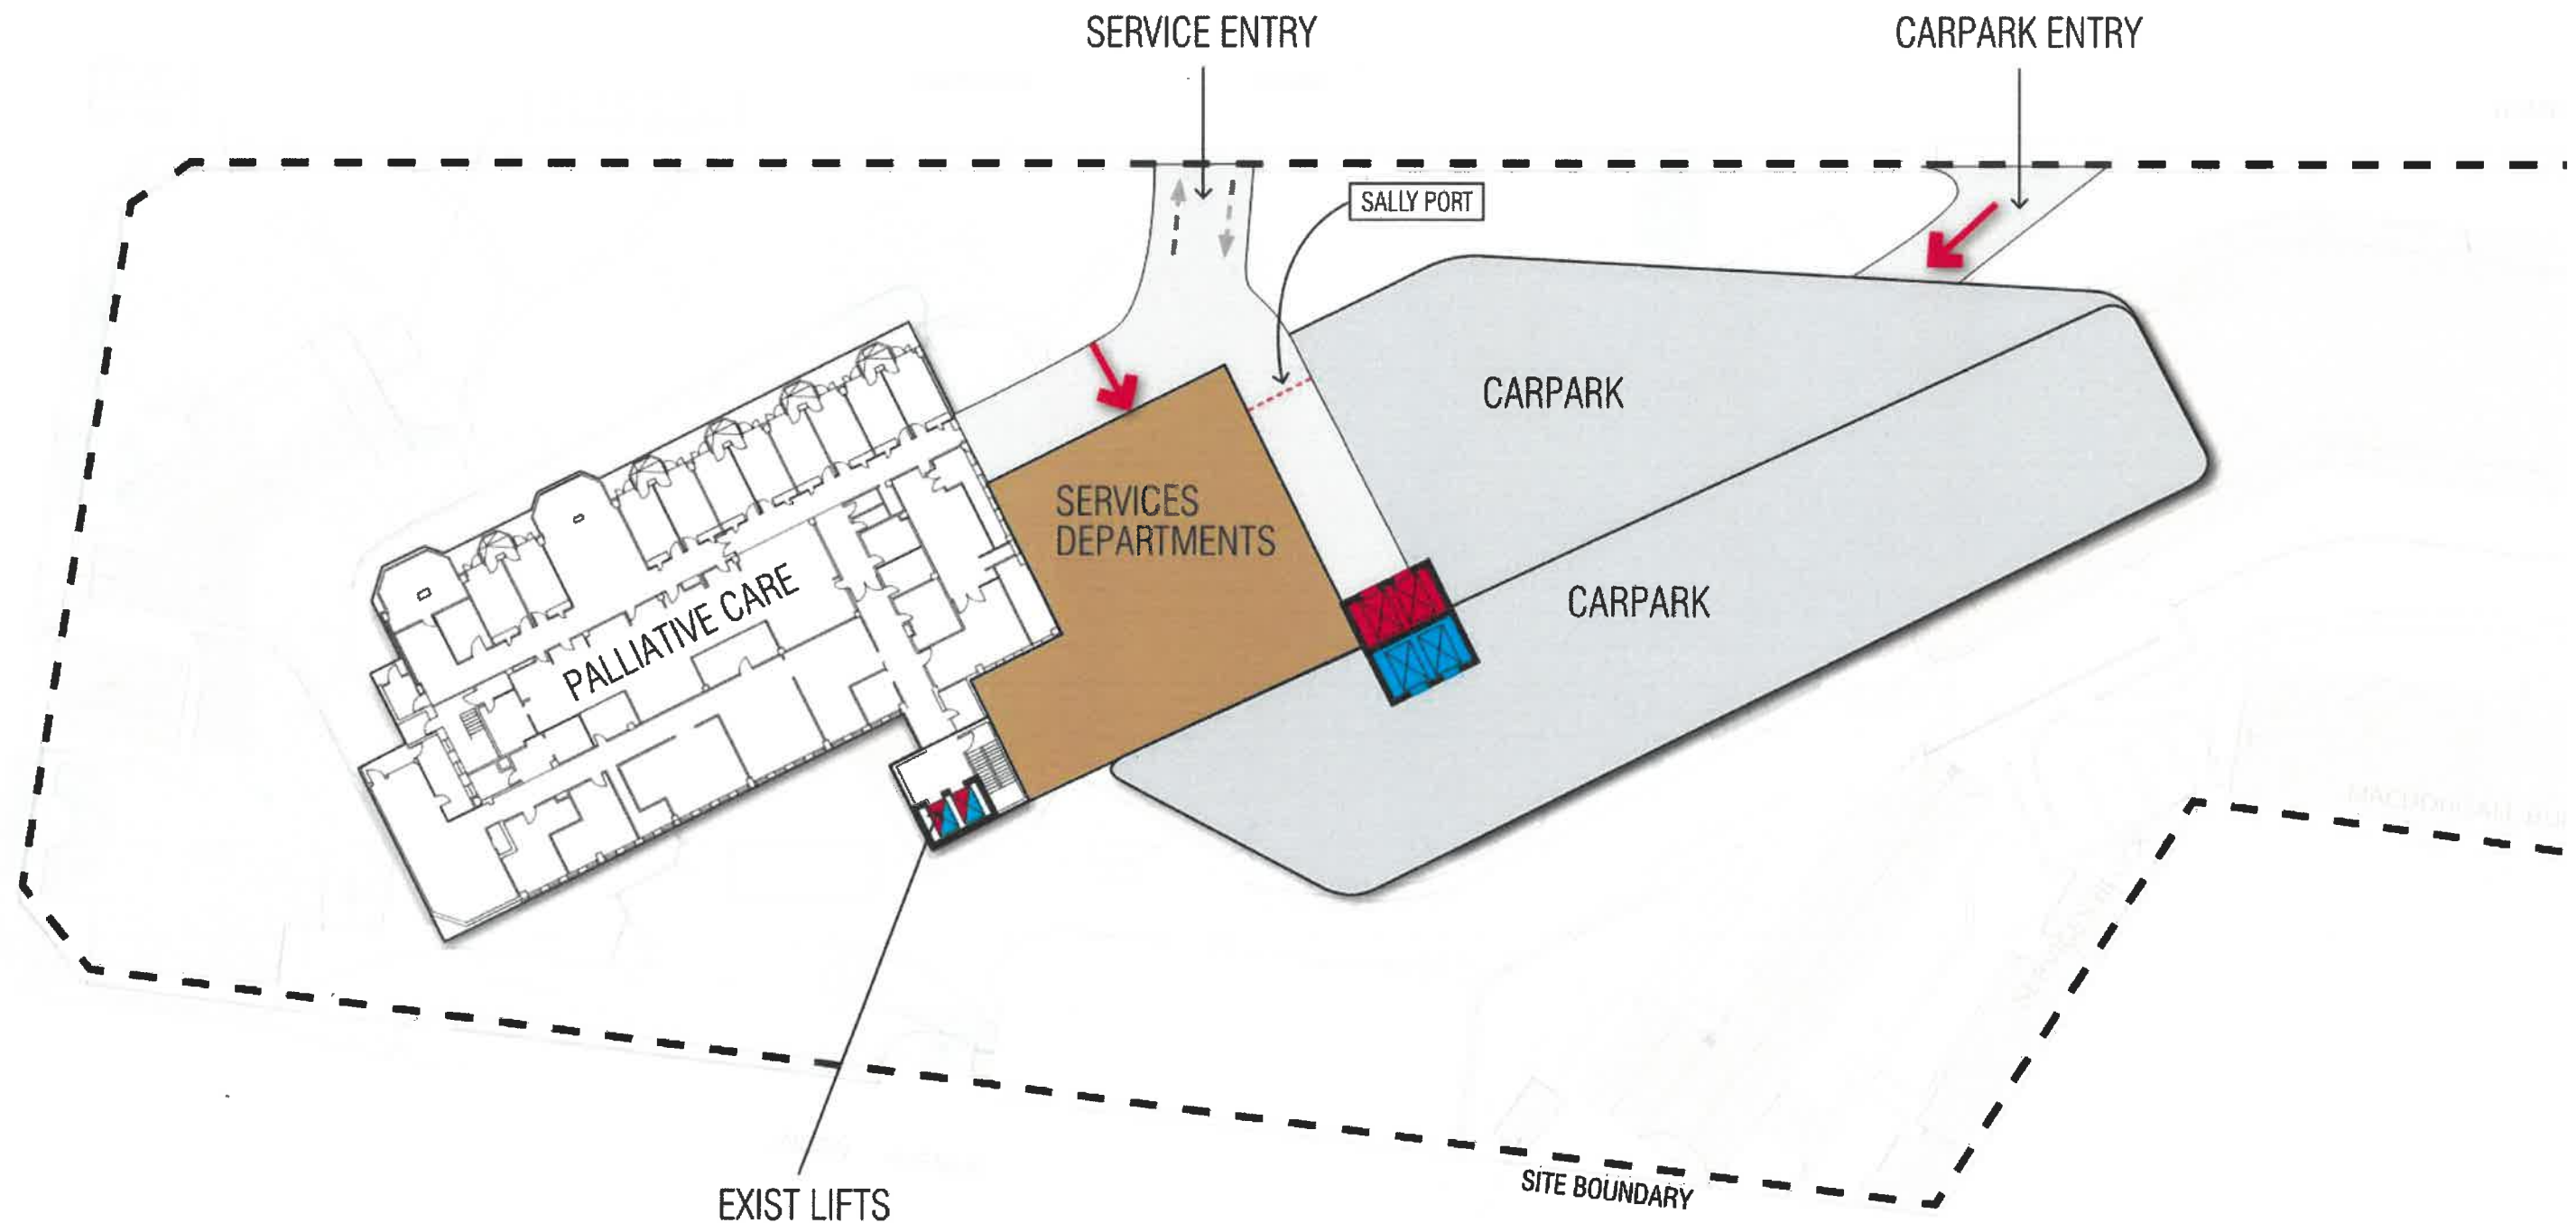 SERVICE ENTRY
CARPARK ENTRY
SALLY PORT
CARPARK
SERVICES
DEPARTMENTS
PALLIATIVE CARE
CARPARK
EXIST LIFTS
SITE BOUNDARY